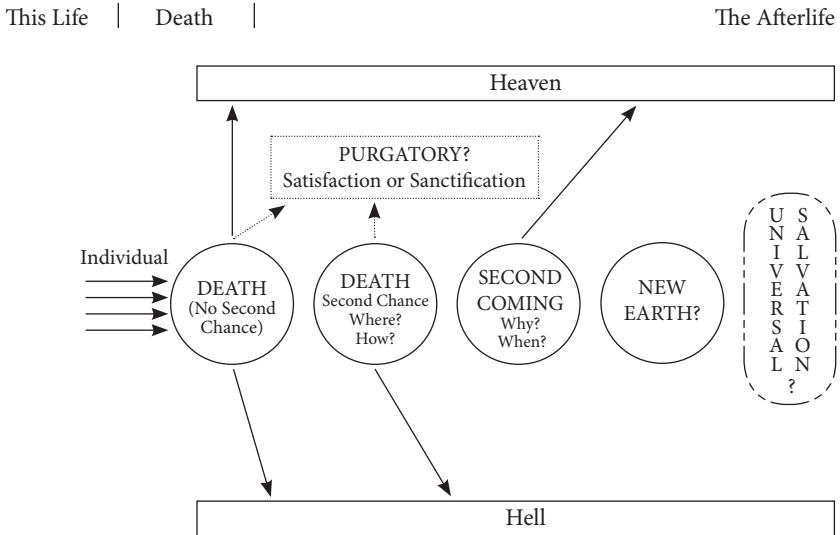 This Life | Death | The Afterlife
Heaven
PURGATORY?
Satisfaction or Sanctification
Individual
DEATH
(No Second
Chance)
DEATH
Second Chance
Where?
How?
SECOND
COMING
Why?
When?
NEW
EARTH?
UNIVERSAL
SALVATION
?
Hell